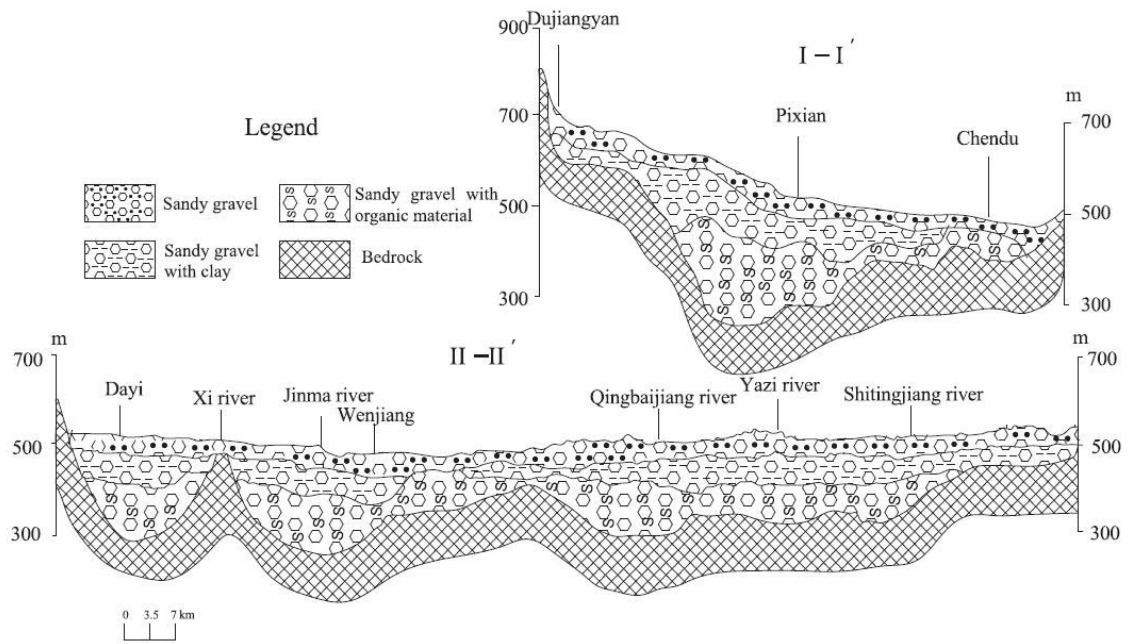 900
Dujiangyan
I – I ′
700
Pixian
m
700
Chendu
500
500
300
300
Legend
Sandy gravel
Sandy gravel with
organic material
Sandy gravel
with clay
Bedrock
m
II –II ′
m
700
700
Dayi
Xi river
Jinma river
Wenjiang
Qingbaijiang river
Yazi river
Shitingjiang river
500
500
300
300
0 3.5 7 km